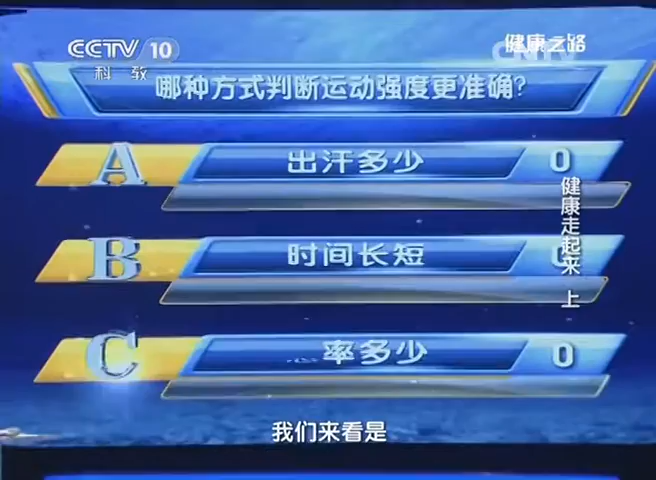 CCTV 10
科教
健康之路
CNTV
哪种方式判断运动强度更准确?
A 出汗多少 0
B 时间长短 0
C 率多少 0
健康走起来 上
我们来看是